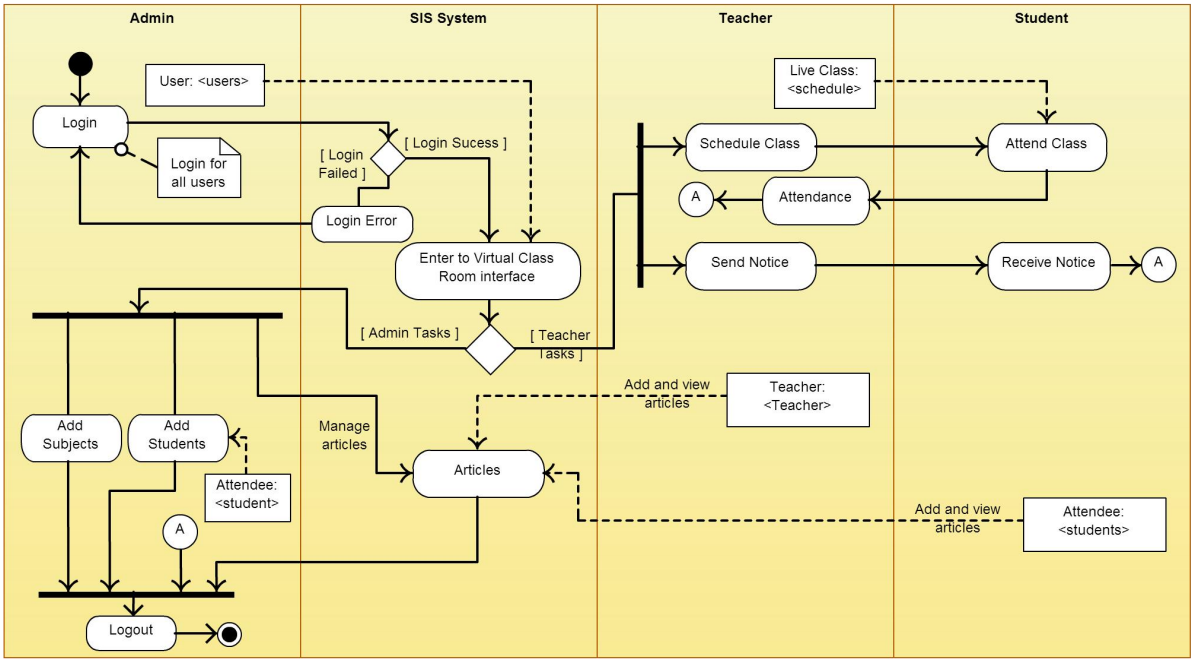 Admin
SIS System
Teacher
Student
User: <users>
Live Class:
<schedule>
Login
[ Login Sucess ]
[ Login
Failed ]
Login for
all users
Login Error
Schedule Class
Attend Class
A
Attendance
Enter to Virtual Class
Room interface
Send Notice
Receive Notice
A
[ Admin Tasks ]
[ Teacher
Tasks ]
Add and view
articles
Teacher:
<Teacher>
Add
Subjects
Add
Students
Manage
articles
Articles
Attendee:
<student>
A
Add and view
articles
Attendee:
<students>
Logout